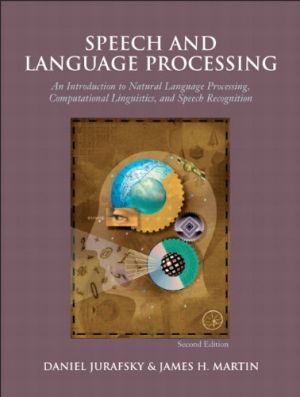 SPEECH AND
LANGUAGE PROCESSING
An Introduction to Natural Language Processing,
Computational Linguistics, and Speech Recognition
Second Edition
DANIEL JURAFSKY & JAMES H. MARTIN